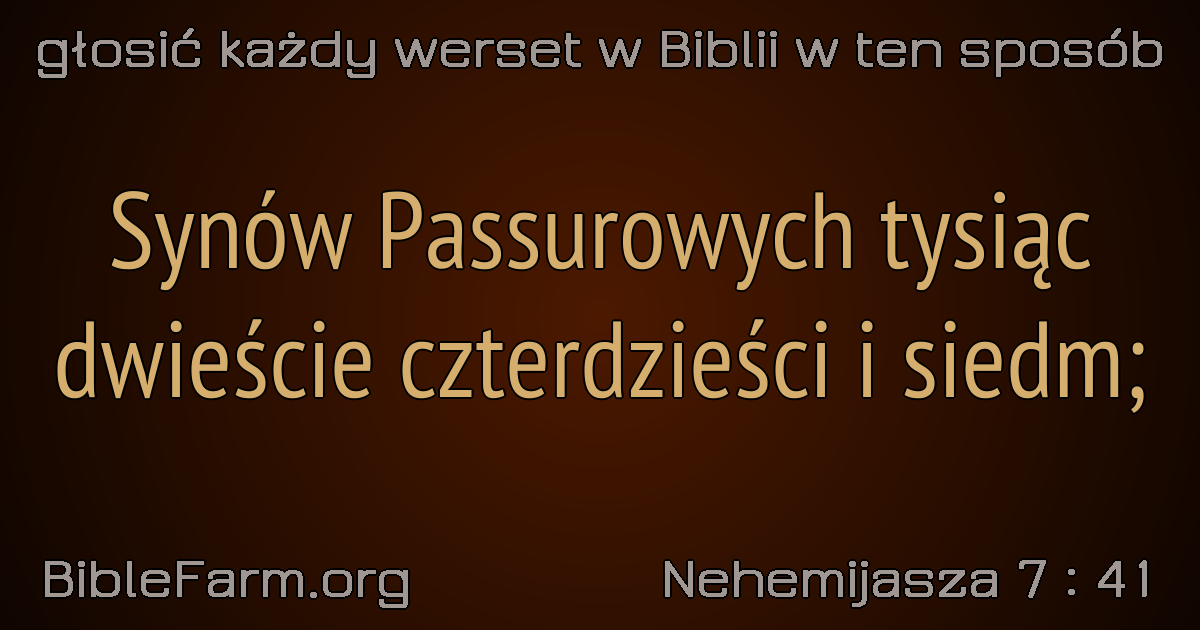 głosić każdy werset w Biblii w ten sposób
Synów Passurowych tysiąc
dwieście czterdzieści i siedm;
BibleFarm.org
Nehemijasza 7 : 41